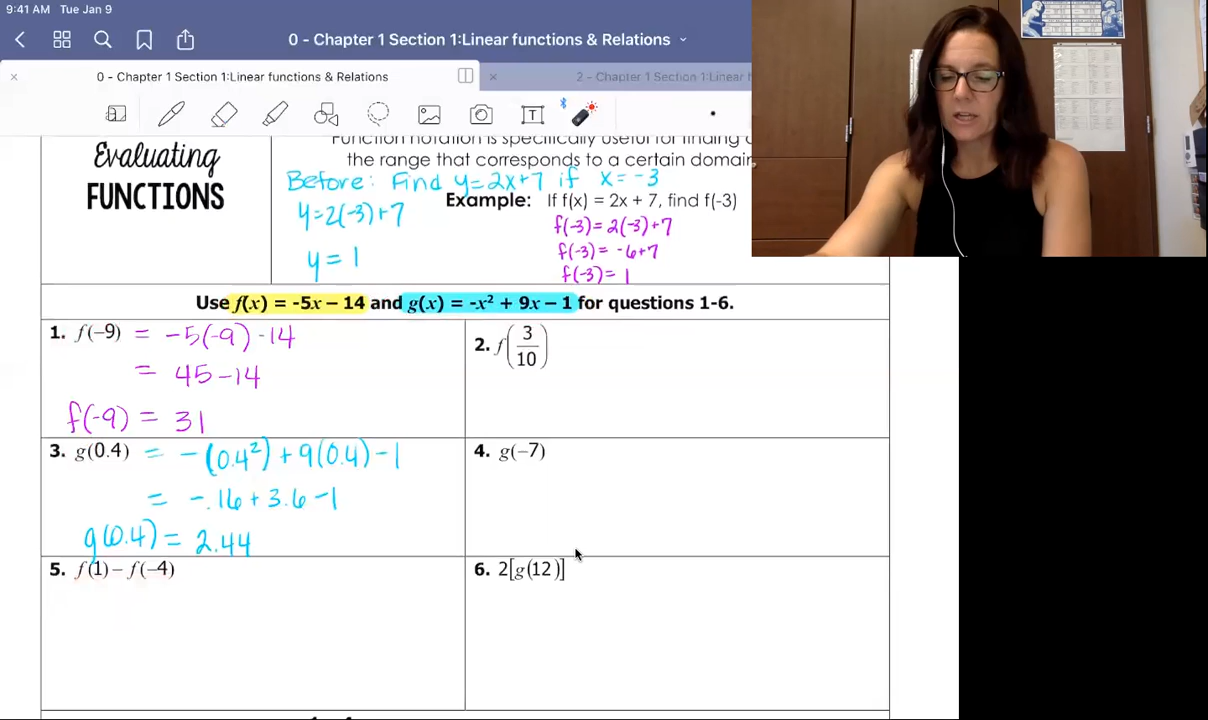 9:41 AM Tue Jan 9
0 - Chapter 1 Section 1:Linear functions & Relations
0 - Chapter 1 Section 1:Linear functions & Relations
2 - Chapter 1 Section 1:Linear
Evaluating
FUNCTIONS
Function notation is specifically useful for finding
the range that corresponds to a certain domain
Before: Find y=2x+7 if x=-3
y=2(-3)+7
y=1
Example: If f(x) = 2x + 7, find f(-3)
f(-3)=2(-3)+7
f(-3)= -6+7
f(-3)= 1
Use f(x) = -5x – 14 and g(x) = -x² + 9x – 1 for questions 1-6.
1. f(–9) = -5(-9)-14
= 45-14
f(-9) = 31
2. f(3/10)
3. g(0.4) = -(0.4²)+9(0.4)-1
= -.16+3.6-1
g(0.4) = 2.44
4. g(–7)
5. f(1) – f(–4)
6. 2[g(12)]